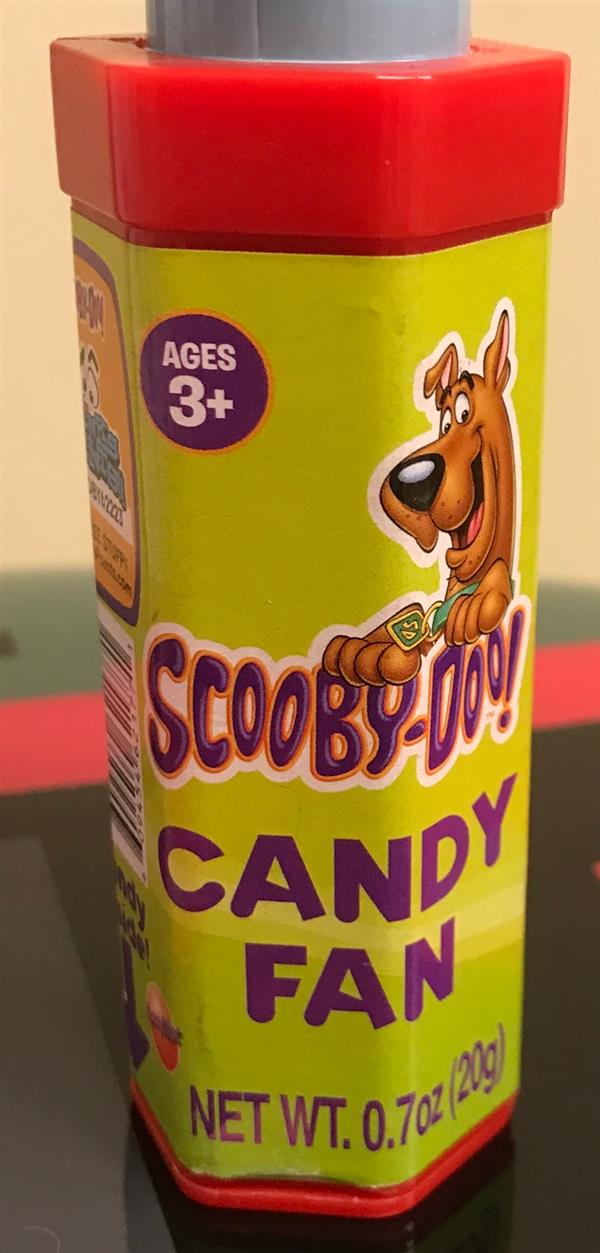 AGES
3+
SCOOBY-DOO!
CANDY
FAN
NET WT. 0.7oz (20g)